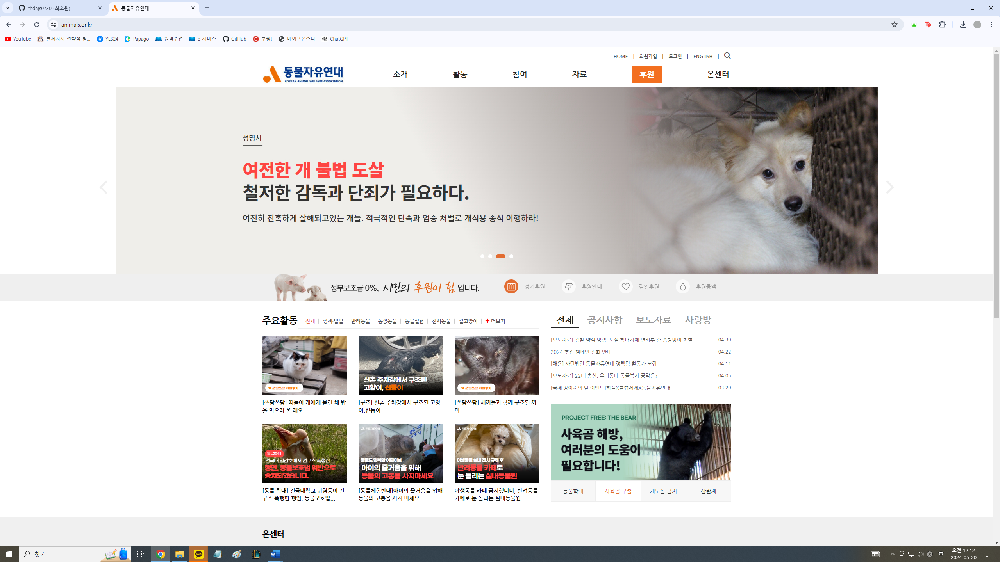 thdnjs0730 (최소원)
동물자유연대
animals.or.kr
YouTube
롤체지지 전략적 팀...
YES24
Papago
원격수업
e-서비스
GitHub
쿠팡!
베이프몬스터
ChatGPT
HOME | 회원가입 | 로그인 | ENGLISH |
동물자유연대
KOREAN ANIMAL WELFARE ASSOCIATION
소개
활동
참여
자료
후원
온센터
성명서
여전한 개 불법 도살
철저한 감독과 단죄가 필요하다.
여전히 잔혹하게 살해되고있는 개들. 적극적인 단속과 엄중 처벌로 개식용 종식 이행하라!
정부보조금 0%, 시민의 후원이 힘 입니다.
정기후원
후원안내
결연후원
후원증액
주요활동
전체 | 정책·입법 | 반려동물 | 농장동물 | 동물실험 | 전시동물 | 길고양이 | + 더보기
쓰담쓰담 지원후기
[쓰담쓰담] 떠돌이 개에게 물린 채 밥
을 먹으러 온 래오
신촌 주차장에서 구조된
고양이, 신동이
[구조] 신촌 주차장에서 구조된 고양
이,신동이
쓰담쓰담 지원후기
[쓰담쓰담] 새끼들과 함께 구조된 까
미
동물학대
건국대 일감호에서 건구스 폭행한
행인, 동물보호법 위반으로
송치되었습니다.
[동물 학대] 건국대학교 귀염둥이 건
구스 폭행한 행인, 동물보호법...
동물자유연대
동물도 행복한 어린이날
아이의 즐거움을 위해
동물의 고통을 사지마세요
[동물체험반대]아이의 즐거움을 위해
동물의 고통을 사지 마세요
동물자유연대
야생동물 실내 전시 규제 후
반려동물 카페로
눈 돌리는 실내동물원
야생동물 카페 금지했더니, 반려동물
카페로 눈 돌리는 실내동물원
전체
공지사항
보도자료
사랑방
[보도자료] 검찰 약식 명령, 도살 학대자에 면죄부 준 솜방망이 처벌 04.30
2024 후원 캠페인 전화 안내 04.22
[채용] 사단법인 동물자유연대 정책팀 활동가 모집 04.11
[보도자료] 22대 총선, 우리동네 동물복지 공약은? 04.05
[국제 강아지의 날 이벤트]하플X클럽제제X동물자유연대 03.29
PROJECT FREE: THE BEAR
사육곰 해방,
여러분의 도움이
필요합니다!
동물학대
사육곰 구출
개도살 금지
산란계
온센터
찾기
TALK
오전 12:12
2024-05-20